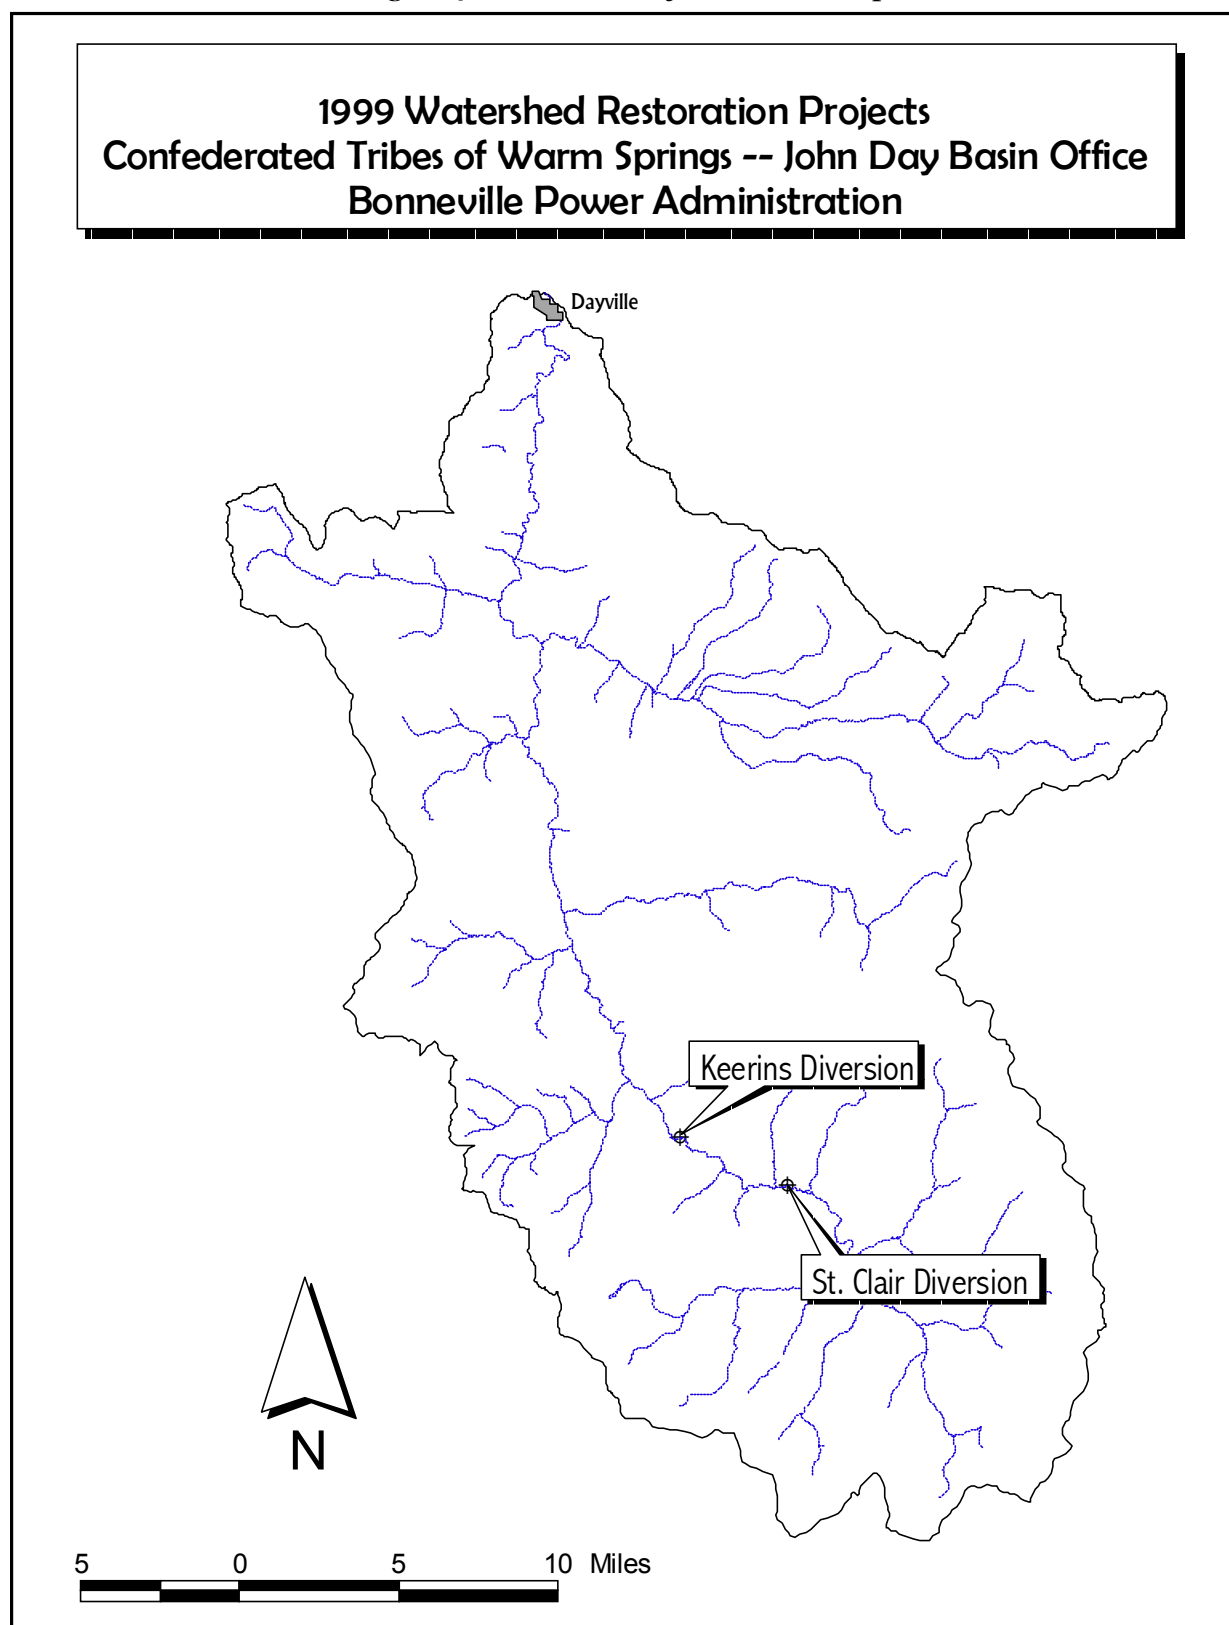 1999 Watershed Restoration Projects
Confederated Tribes of Warm Springs -- John Day Basin Office
Bonneville Power Administration
Dayville
Keerins Diversion
St. Clair Diversion
N
5 0 5 10 Miles